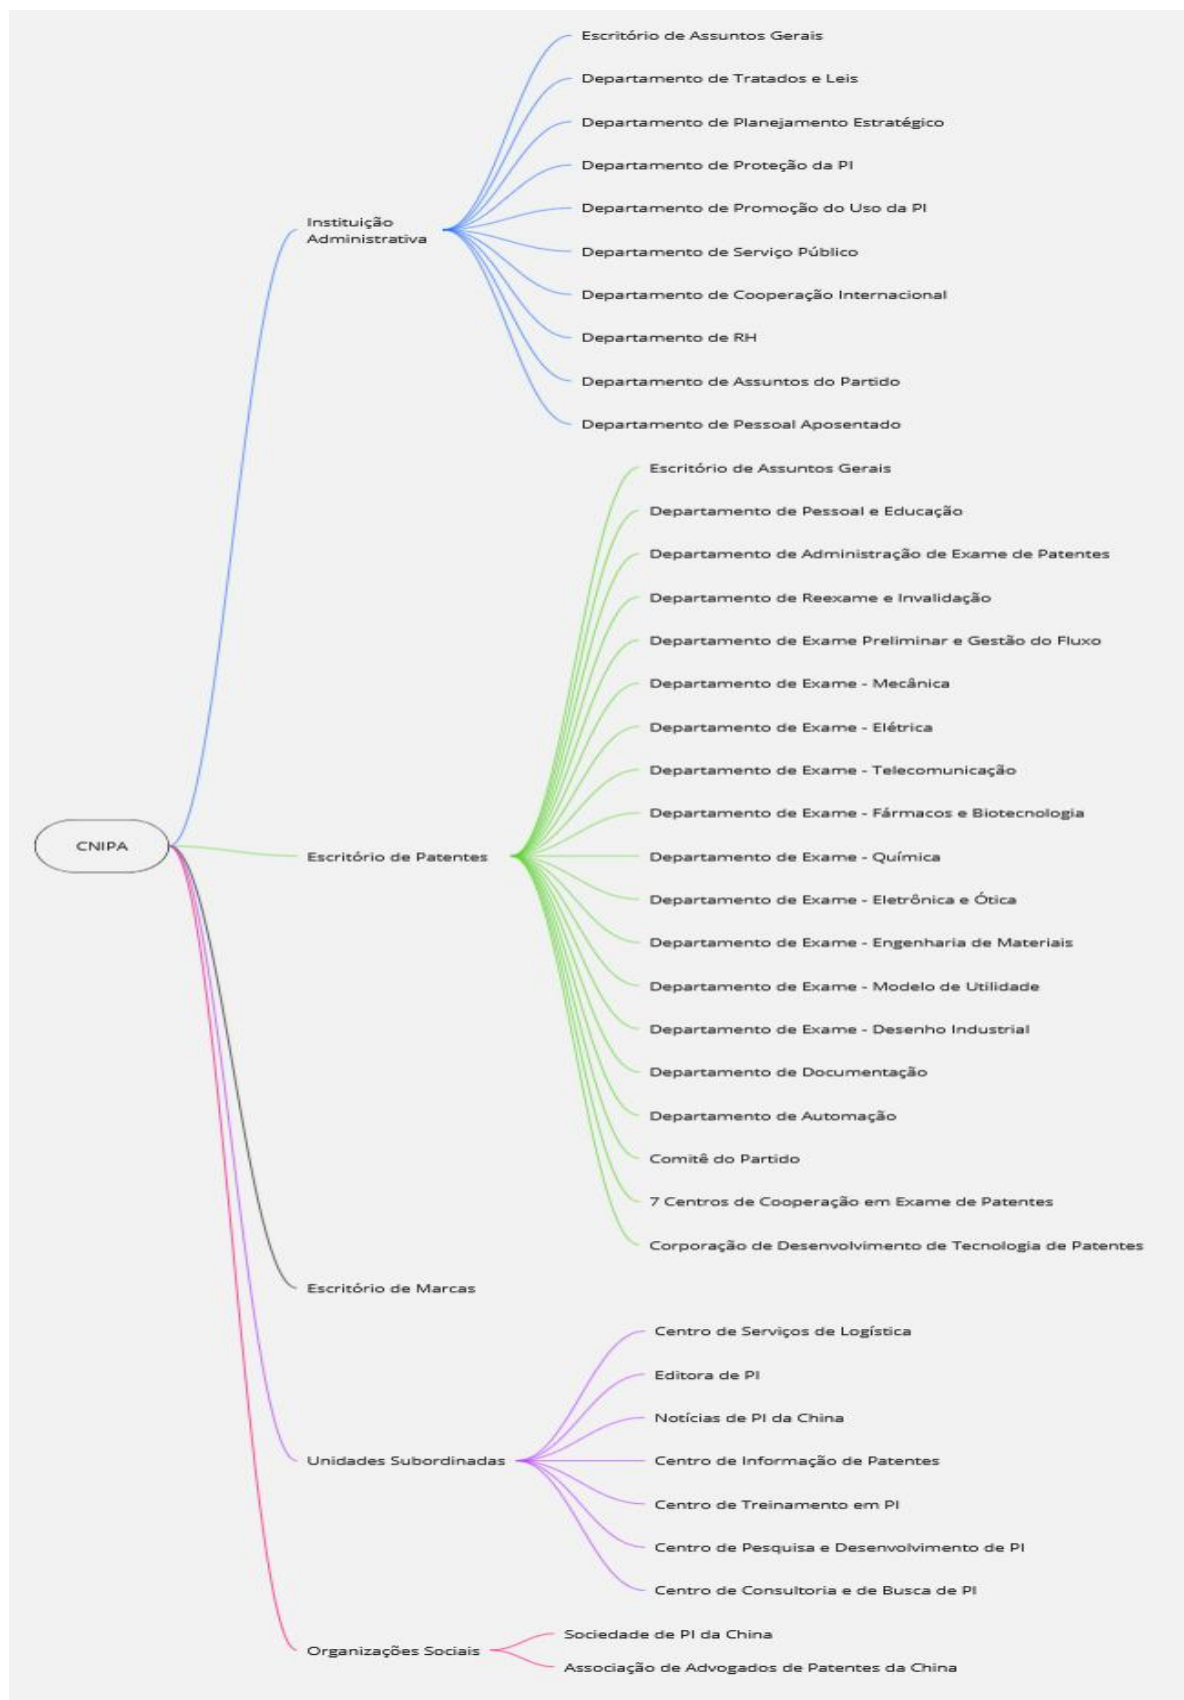 Escritório de Assuntos Gerais
Departamento de Tratados e Leis
Departamento de Planejamento Estratégico
Departamento de Proteção da PI
Departamento de Promoção do Uso da PI
Instituição
Administrativa
Departamento de Serviço Público
Departamento de Cooperação Internacional
Departamento de RH
Departamento de Assuntos do Partido
Departamento de Pessoal Aposentado
Escritório de Assuntos Gerais
Departamento de Pessoal e Educação
Departamento de Administração de Exame de Patentes
Departamento de Reexame e Invalidação
Departamento de Exame Preliminar e Gestão do Fluxo
Departamento de Exame - Mecânica
Departamento de Exame - Elétrica
Departamento de Exame - Telecomunicação
Departamento de Exame - Fármacos e Biotecnologia
CNIPA
Escritório de Patentes
Departamento de Exame - Química
Departamento de Exame - Eletrônica e Ótica
Departamento de Exame - Engenharia de Materiais
Departamento de Exame - Modelo de Utilidade
Departamento de Exame - Desenho Industrial
Departamento de Documentação
Departamento de Automação
Comitê do Partido
7 Centros de Cooperação em Exame de Patentes
Corporação de Desenvolvimento de Tecnologia de Patentes
Escritório de Marcas
Centro de Serviços de Logística
Editora de PI
Notícias de PI da China
Unidades Subordinadas
Centro de Informação de Patentes
Centro de Treinamento em PI
Centro de Pesquisa e Desenvolvimento de PI
Centro de Consultoria e de Busca de PI
Sociedade de PI da China
Organizações Sociais
Associação de Advogados de Patentes da China